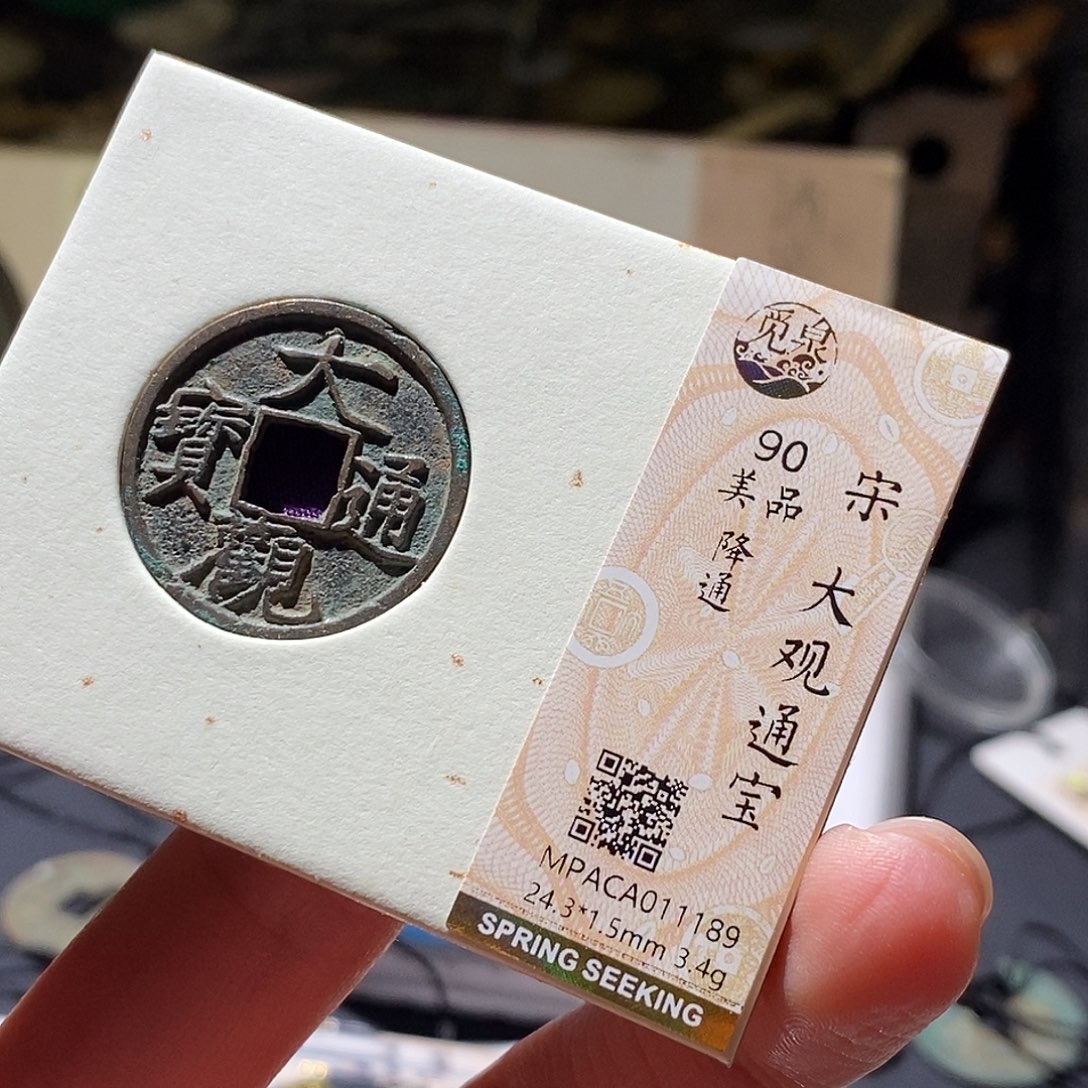 大觀通寶
觅泉
90
美品
降通
宋
大观通宝
MPACA011189
24.3*1.5mm 3.4g
SPRING SEEKING